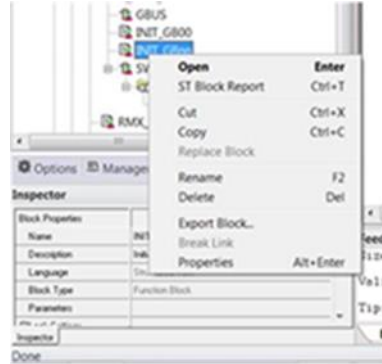 GBUS
INIT_GB00
Open Enter
ST Block Report Ctrl+T
Cut Ctrl+X
Copy Ctrl+C
Replace Block
Rename F2
Delete Del
Export Block...
Break Link
Properties Alt+Enter
RMX_
Options
Inspector
Block Properties
Name
Description
Language
Block Type Function Block
Parameters
Inspector
Done